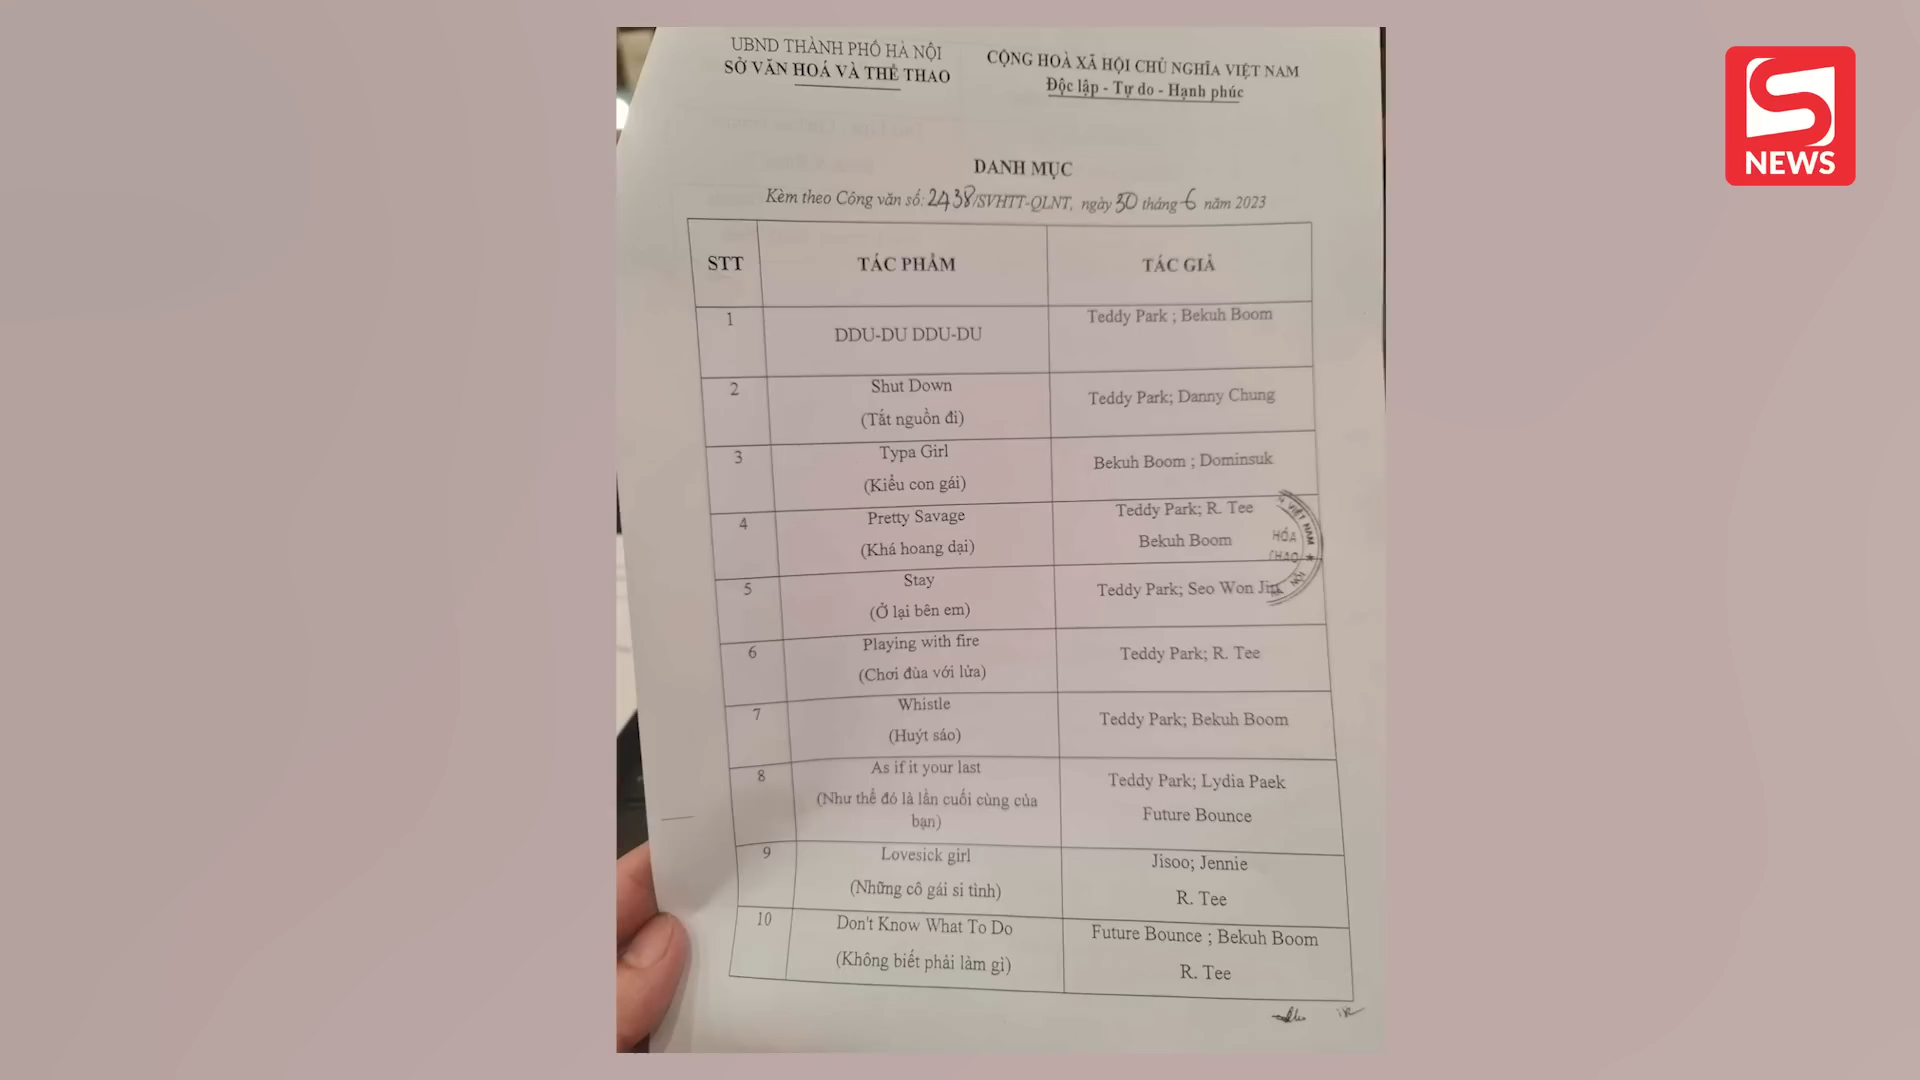 UBND THÀNH PHỐ HÀ NỘI
SỞ VĂN HOÁ VÀ THỂ THAO
CỘNG HOÀ XÃ HỘI CHỦ NGHĨA VIỆT NAM
Độc lập - Tự do - Hạnh phúc
S
NEWS
DANH MỤC
Kèm theo Công văn số: 2438/SVHTT-QLNT, ngày 30 tháng 6 năm 2023
STT TÁC PHẨM TÁC GIẢ
1 DDU-DU DDU-DU Teddy Park ; Bekuh Boom
2 Shut Down
(Tắt nguồn đi)
Teddy Park; Danny Chung
3 Typa Girl
(Kiểu con gái)
Bekuh Boom ; Dominsuk
4 Pretty Savage
(Khá hoang dại)
Teddy Park; R. Tee
Bekuh Boom
VIỆT NAM
HÓA
THAO
NỘI
5 Stay
(Ở lại bên em)
Teddy Park; Seo Won Jin
6 Playing with fire
(Chơi đùa với lửa)
Teddy Park; R. Tee
7 Whistle
(Huýt sáo)
Teddy Park; Bekuh Boom
8 As if it your last
(Như thể đó là lần cuối cùng của
bạn)
Teddy Park; Lydia Paek
Future Bounce
9 Lovesick girl
(Những cô gái si tình)
Jisoo; Jennie
R. Tee
10 Don't Know What To Do
(Không biết phải làm gì)
Future Bounce ; Bekuh Boom
R. Tee